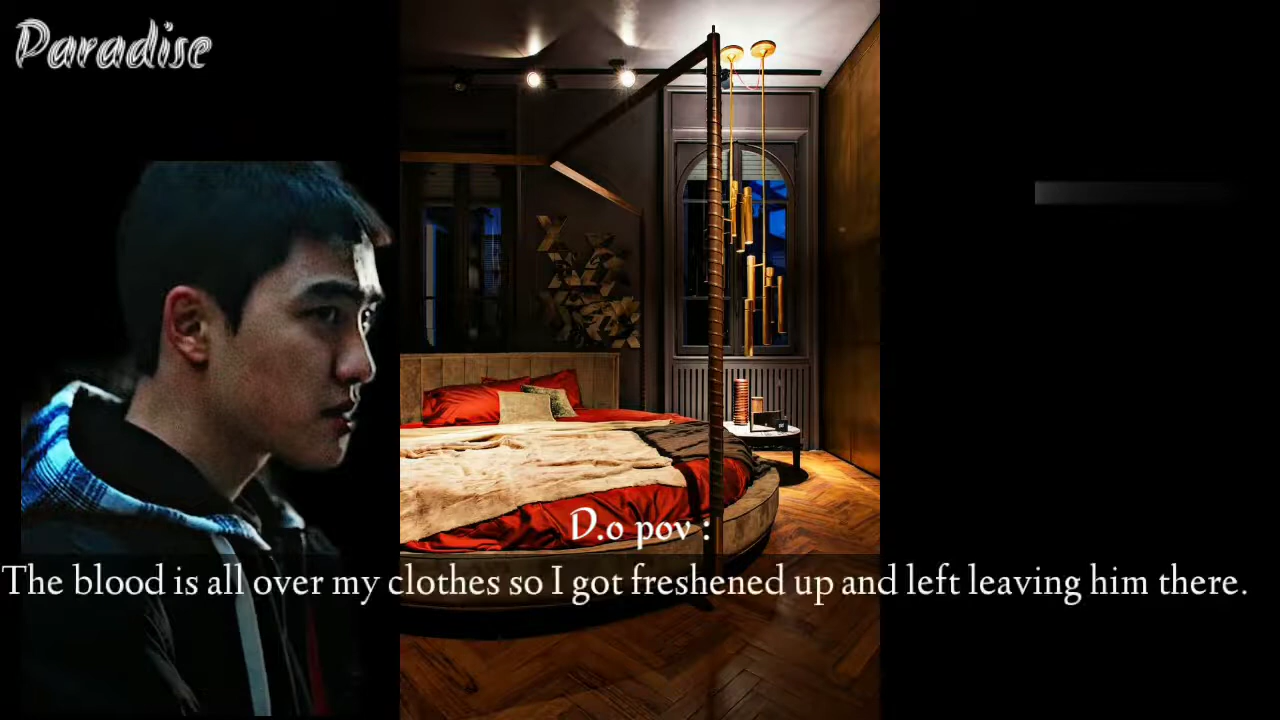 Paradise
D.o pov :
The blood is all over my clothes so I got freshened up and left leaving him there.